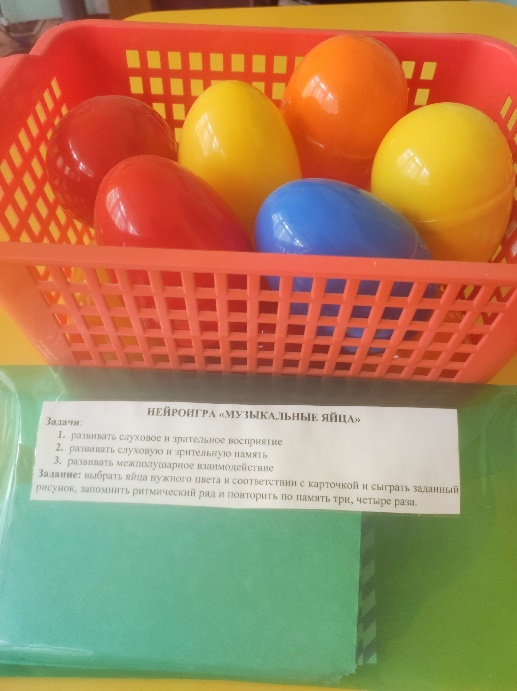 НЕЙРОИГРА «МУЗЫКАЛЬНЫЕ ЯЙЦА»
Задачи:
1. развивать слуховое и зрительное восприятие
2. развивать слуховую и зрительную память
3. развивать межполушарное взаимодействие
Задание: выбрать яйца нужного цвета в соответствии с карточкой и сыграть заданный
рисунок, запомнить ритмический ряд и повторить по память три, четыре раза.